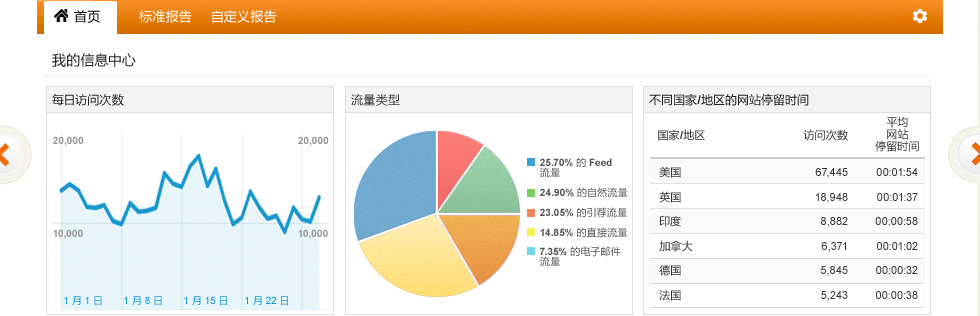 首页 标准报告 自定义报告
我的信息中心
每日访问次数
20,000 20,000
10,000 10,000
1 月 1 日 1 月 8 日 1 月 15 日 1 月 22 日
流量类型
25.70% 的 Feed
流量
24.90% 的自然流量
23.05% 的引荐流量
14.85% 的直接流量
7.35% 的电子邮件
流量
不同国家/地区的网站停留时间
国家/地区 访问次数 平均
网站
停留时间
美国 67,445 00:01:54
英国 18,948 00:01:37
印度 8,882 00:00:58
加拿大 6,371 00:01:02
德国 5,845 00:00:32
法国 5,243 00:00:38